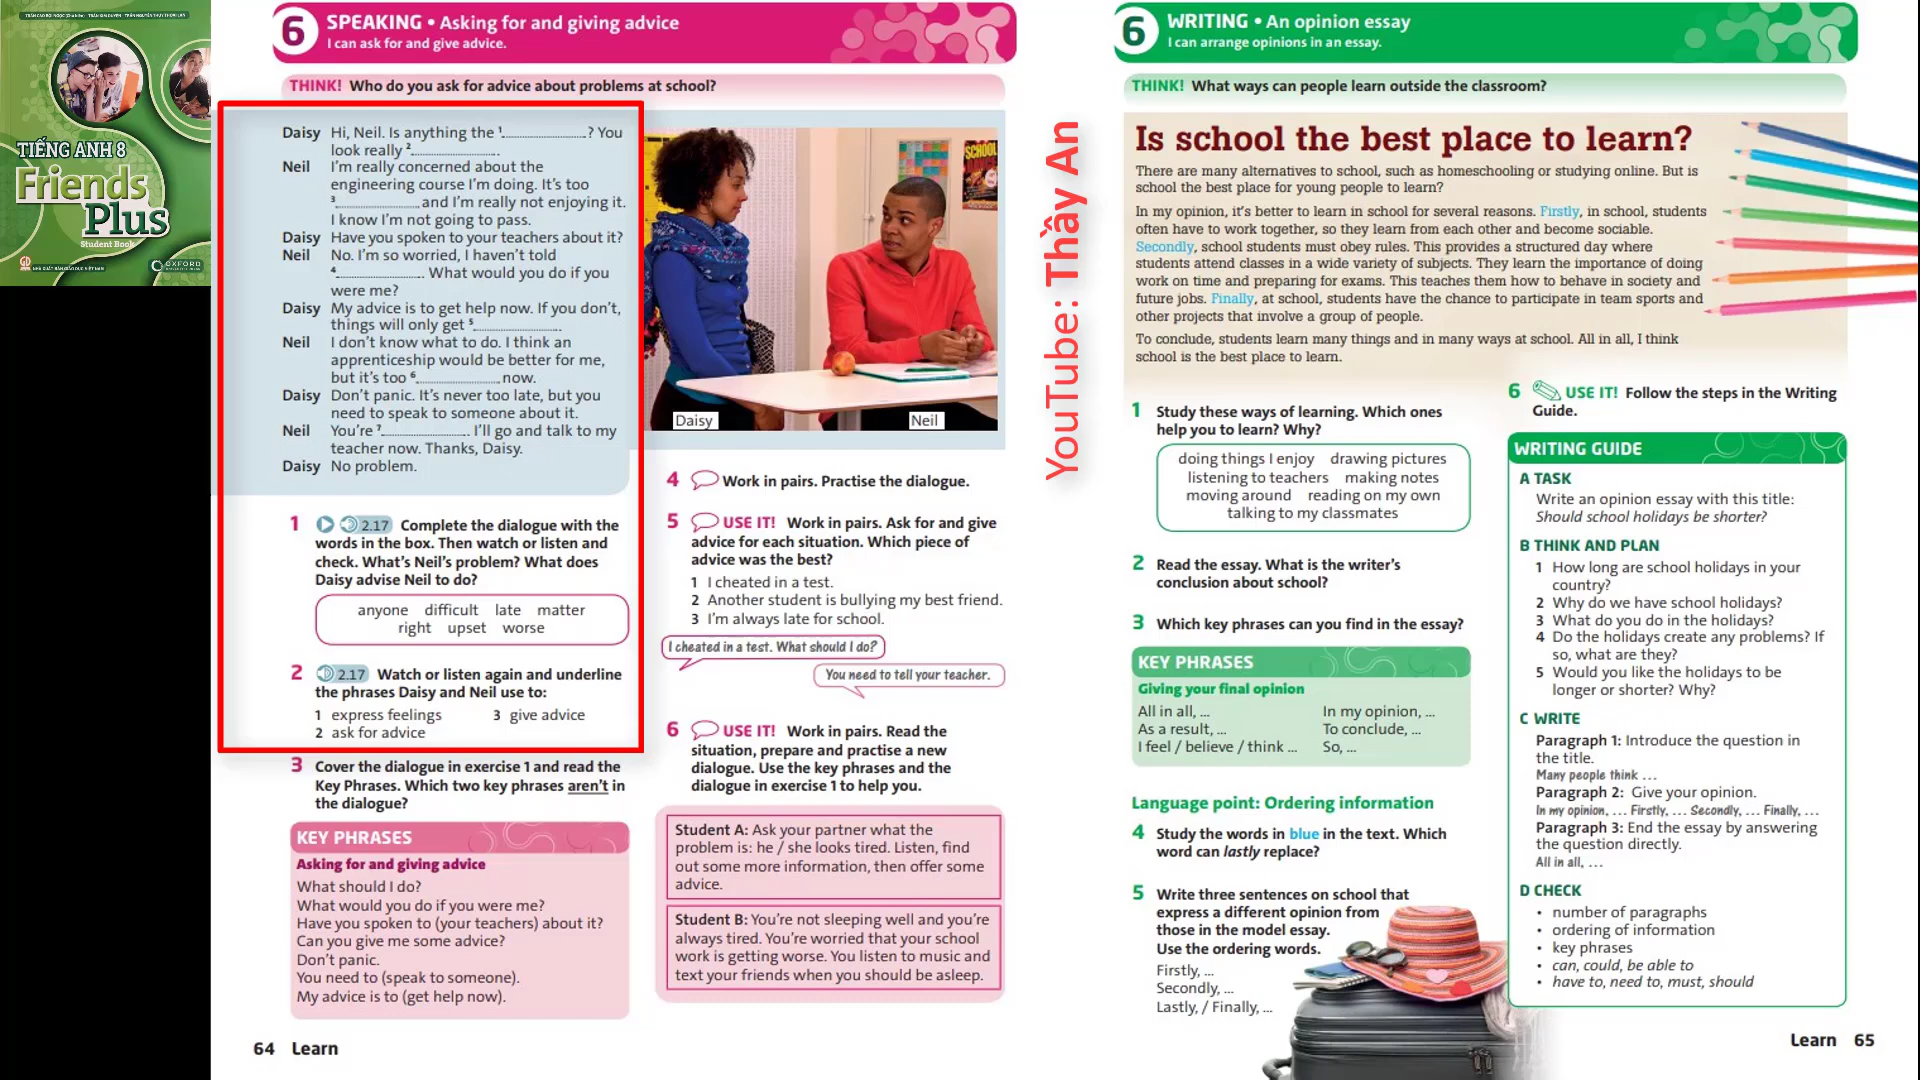 TRẦN CAO BỘI NGỌC (Chủ biên) - TRẦN KIM DUYÊN - TRẦN NGUYỄN THỤY THÙY LAN
TIẾNG ANH 8
Friends
Plus
Student Book
NHÀ XUẤT BẢN GIÁO DỤC VIỆT NAM
OXFORD
6
SPEAKING • Asking for and giving advice
I can ask for and give advice.
THINK! Who do you ask for advice about problems at school?
Daisy Hi, Neil. Is anything the 1..............................? You
look really 2...............................
Neil I'm really concerned about the
engineering course I'm doing. It's too
3.............................. and I'm really not enjoying it.
I know I'm not going to pass.
Daisy Have you spoken to your teachers about it?
Neil No. I'm so worried, I haven't told
4............................... What would you do if you
were me?
Daisy My advice is to get help now. If you don't,
things will only get 5...............................
Neil I don't know what to do. I think an
apprenticeship would be better for me,
but it's too 6.............................. now.
Daisy Don't panic. It's never too late, but you
need to speak to someone about it.
Neil You're 7............................... I'll go and talk to my
teacher now. Thanks, Daisy.
Daisy No problem.
SCHOOL
Daisy
Neil
1 2.17 Complete the dialogue with the
words in the box. Then watch or listen and
check. What's Neil's problem? What does
Daisy advise Neil to do?
anyone difficult late matter
right upset worse
2 2.17 Watch or listen again and underline
the phrases Daisy and Neil use to:
1 express feelings 3 give advice
2 ask for advice
3 Cover the dialogue in exercise 1 and read the
Key Phrases. Which two key phrases aren't in
the dialogue?
KEY PHRASES
Asking for and giving advice
What should I do?
What would you do if you were me?
Have you spoken to (your teachers) about it?
Can you give me some advice?
Don't panic.
You need to (speak to someone).
My advice is to (get help now).
64 Learn
4 Work in pairs. Practise the dialogue.
5 USE IT! Work in pairs. Ask for and give
advice for each situation. Which piece of
advice was the best?
1 I cheated in a test.
2 Another student is bullying my best friend.
3 I'm always late for school.
I cheated in a test. What should I do?
You need to tell your teacher.
6 USE IT! Work in pairs. Read the
situation, prepare and practise a new
dialogue. Use the key phrases and the
dialogue in exercise 1 to help you.
Student A: Ask your partner what the
problem is: he / she looks tired. Listen, find
out some more information, then offer some
advice.
Student B: You're not sleeping well and you're
always tired. You're worried that your school
work is getting worse. You listen to music and
text your friends when you should be asleep.
YouTube: Thầy An
6
WRITING • An opinion essay
I can arrange opinions in an essay.
THINK! What ways can people learn outside the classroom?
Is school the best place to learn?
There are many alternatives to school, such as homeschooling or studying online. But is
school the best place for young people to learn?
In my opinion, it's better to learn in school for several reasons. Firstly, in school, students
often have to work together, so they learn from each other and become sociable.
Secondly, school students must obey rules. This provides a structured day where
students attend classes in a wide variety of subjects. They learn the importance of doing
work on time and preparing for exams. This teaches them how to behave in society and
future jobs. Finally, at school, students have the chance to participate in team sports and
other projects that involve a group of people.
To conclude, students learn many things and in many ways at school. All in all, I think
school is the best place to learn.
1 Study these ways of learning. Which ones
help you to learn? Why?
doing things I enjoy drawing pictures
listening to teachers making notes
moving around reading on my own
talking to my classmates
2 Read the essay. What is the writer's
conclusion about school?
3 Which key phrases can you find in the essay?
KEY PHRASES
Giving your final opinion
All in all, ... In my opinion, ...
As a result, ... To conclude, ...
I feel / believe / think ... So, ...
Language point: Ordering information
4 Study the words in blue in the text. Which
word can lastly replace?
5 Write three sentences on school that
express a different opinion from
those in the model essay.
Use the ordering words.
Firstly, ...
Secondly, ...
Lastly, / Finally, ...
6 USE IT! Follow the steps in the Writing
Guide.
WRITING GUIDE
A TASK
Write an opinion essay with this title:
Should school holidays be shorter?
B THINK AND PLAN
1 How long are school holidays in your
country?
2 Why do we have school holidays?
3 What do you do in the holidays?
4 Do the holidays create any problems? If
so, what are they?
5 Would you like the holidays to be
longer or shorter? Why?
C WRITE
Paragraph 1: Introduce the question in
the title.
Many people think ...
Paragraph 2: Give your opinion.
In my opinion, ... Firstly, ... Secondly, ... Finally, ...
Paragraph 3: End the essay by answering
the question directly.
All in all, ...
D CHECK
• number of paragraphs
• ordering of information
• key phrases
• can, could, be able to
• have to, need to, must, should
Learn 65